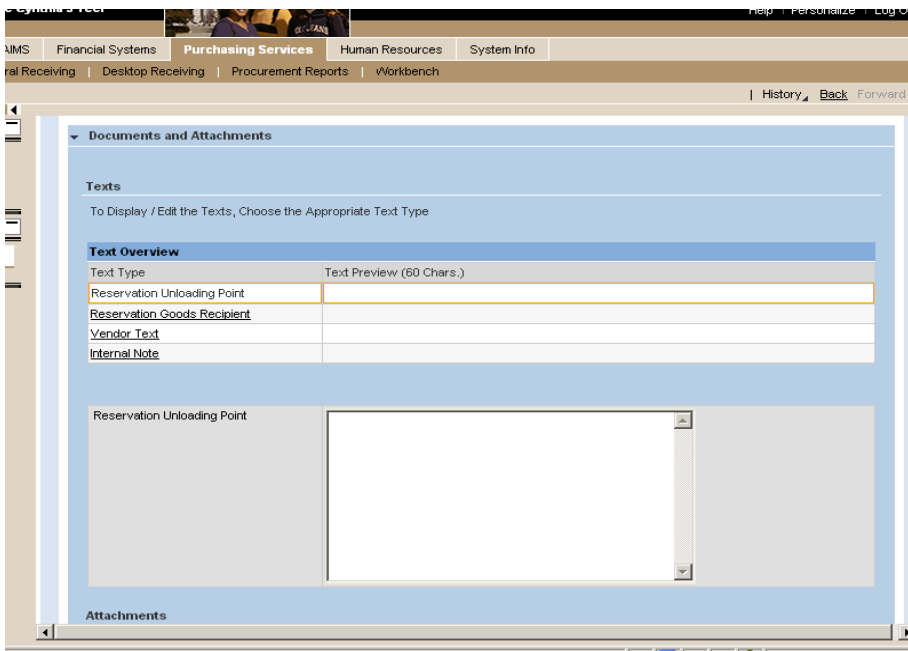 Help | Personalize | Log O
AIMS Financial Systems Purchasing Services Human Resources System Info
ral Receiving | Desktop Receiving | Procurement Reports | Workbench
| History Back Forward
Documents and Attachments
Texts
To Display / Edit the Texts, Choose the Appropriate Text Type
Text Overview
Text Type Text Preview (60 Chars.)
Reservation Unloading Point
Reservation Goods Recipient
Vendor Text
Internal Note
Reservation Unloading Point
Attachments